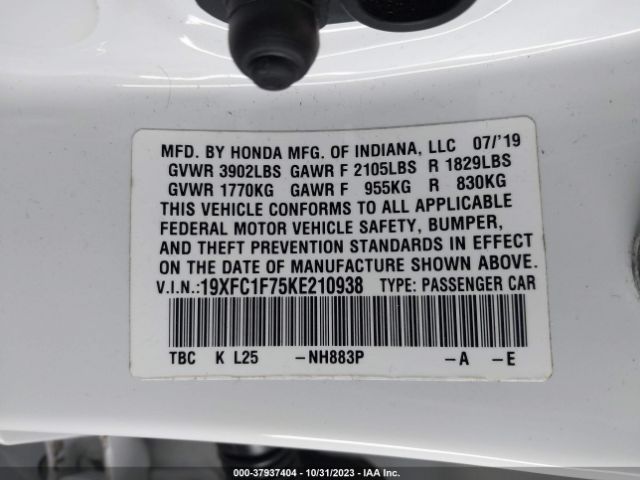 MFD. BY HONDA MFG. OF INDIANA, LLC 07/'19
GVWR 3902LBS GAWR F 2105LBS R 1829LBS
GVWR 1770KG GAWR F 955KG R 830KG
THIS VEHICLE CONFORMS TO ALL APPLICABLE
FEDERAL MOTOR VEHICLE SAFETY, BUMPER,
AND THEFT PREVENTION STANDARDS IN EFFECT
ON THE DATE OF MANUFACTURE SHOWN ABOVE.
V.I.N.:19XFC1F75KE210938 TYPE: PASSENGER CAR
TBC K L25 -NH883P -A -E
000-37937404 - 10/31/2023 - IAA Inc.